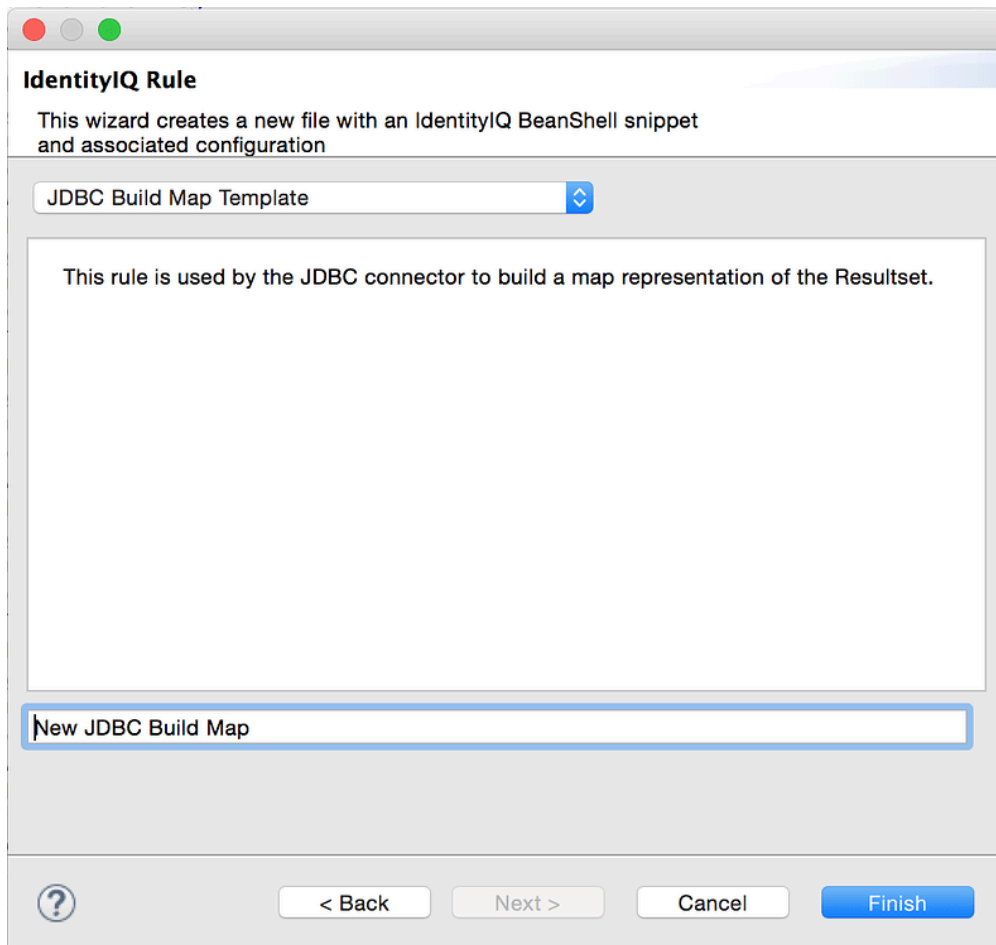 IdentityIQ Rule
This wizard creates a new file with an IdentityIQ BeanShell snippet
and associated configuration
JDBC Build Map Template
This rule is used by the JDBC connector to build a map representation of the Resultset.
New JDBC Build Map
?
< Back
Next >
Cancel
Finish